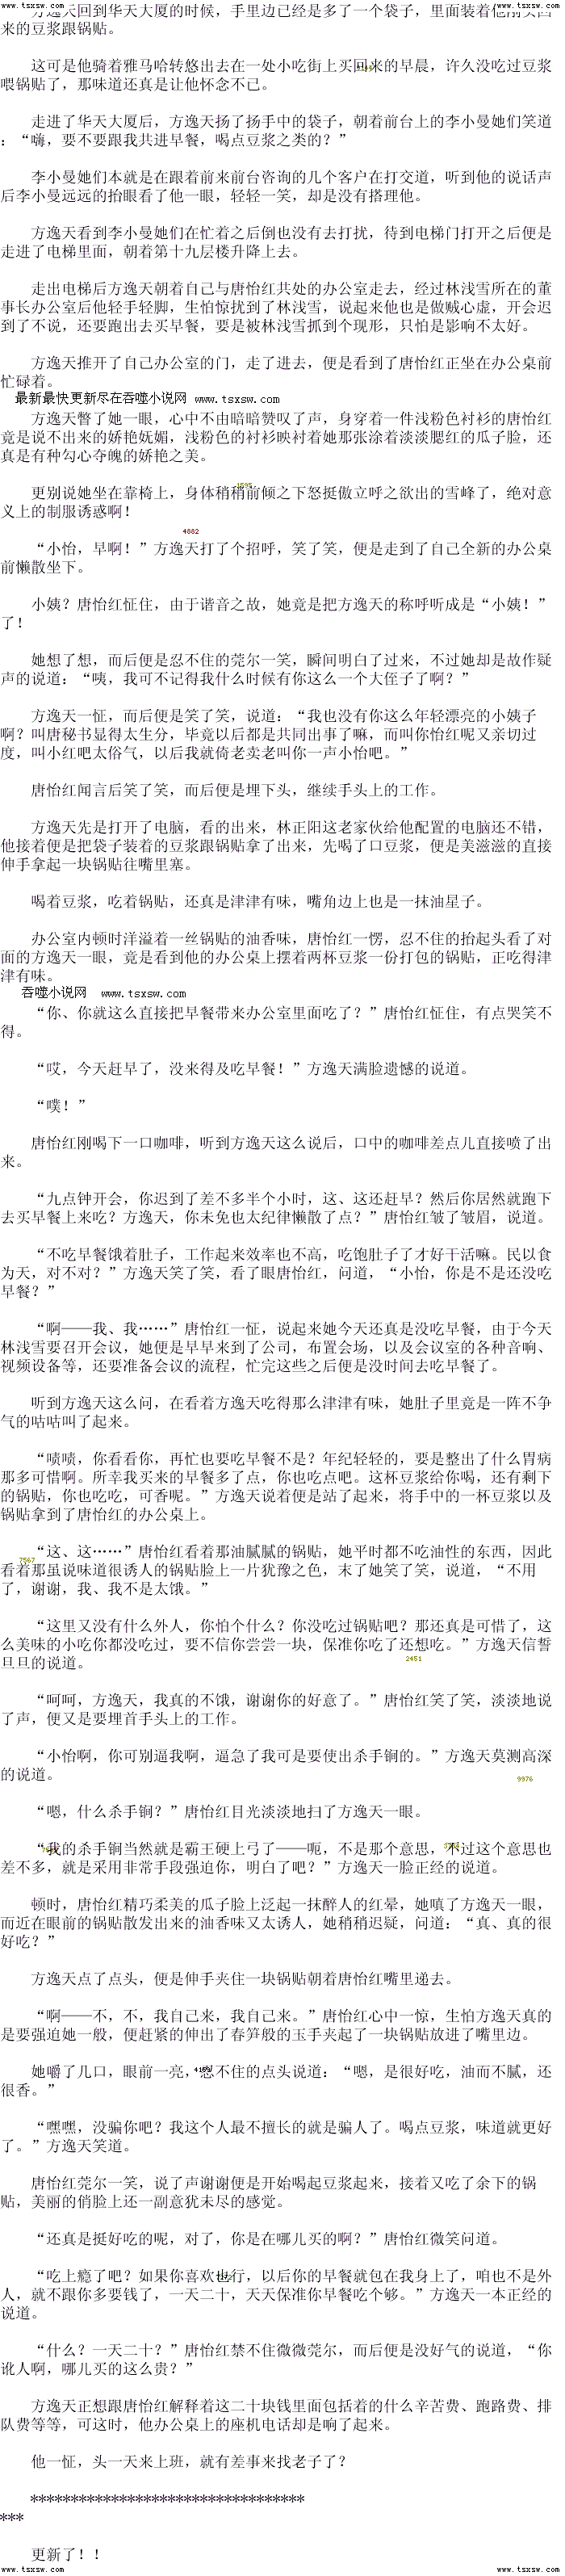 www.tsxsw.com www.tsxsw.com
方逸天回到华天大厦的时候，手里边已经是多了一个袋子，里面装着他刚买回
来的豆浆跟锅贴。
这可是他骑着雅马哈转悠出去在一处小吃街上买回来的早晨，许久没吃过豆浆
喂锅贴了，那味道还真是让他怀念不已。
走进了华天大厦后，方逸天扬了扬手中的袋子，朝着前台上的李小曼她们笑道
：“嗨，要不要跟我共进早餐，喝点豆浆之类的？”
李小曼她们本就是在跟着前来前台咨询的几个客户在打交道，听到他的说话声
后李小曼远远的抬眼看了他一眼，轻轻一笑，却是没有搭理他。
方逸天看到李小曼她们在忙着之后倒也没有去打扰，待到电梯门打开之后便是
走进了电梯里面，朝着第十九层楼升降上去。
走出电梯后方逸天朝着自己与唐怡红共处的办公室走去，经过林浅雪所在的董
事长办公室后他轻手轻脚，生怕惊扰到了林浅雪，说起来他也是做贼心虚，开会迟
到了不说，还要跑出去买早餐，要是被林浅雪抓到个现形，只怕是影响不太好。
方逸天推开了自己办公室的门，走了进去，便是看到了唐怡红正坐在办公桌前
忙碌着。
最新最快更新尽在吞噬小说网 www.tsxsw.com
方逸天瞥了她一眼，心中不由暗暗赞叹了声，身穿着一件浅粉色衬衫的唐怡红
竟是说不出来的娇艳妩媚，浅粉色的衬衫映衬着她那张涂着淡淡腮红的瓜子脸，还
真是有种勾心夺魄的娇艳之美。
1595
更别说她坐在靠椅上，身体稍稍前倾之下怒挺傲立呼之欲出的雪峰了，绝对意
义上的制服诱惑啊！
4882
“小怡，早啊！”方逸天打了个招呼，笑了笑，便是走到了自己全新的办公桌
前懒散坐下。
小姨？唐怡红怔住，由于谐音之故，她竟是把方逸天的称呼听成是“小姨！”
了！
她想了想，而后便是忍不住的莞尔一笑，瞬间明白了过来，不过她却是故作疑
声的说道：“咦，我可不记得我什么时候有你这么一个大侄子了啊？”
方逸天一怔，而后便是笑了笑，说道：“我也没有你这么年轻漂亮的小姨子
啊？叫唐秘书显得太生分，毕竟以后都是共同出事了嘛，而叫你怡红呢又亲切过
度，叫小红吧太俗气，以后我就倚老卖老叫你一声小怡吧。”
唐怡红闻言后笑了笑，而后便是埋下头，继续手头上的工作。
方逸天先是打开了电脑，看的出来，林正阳这老家伙给他配置的电脑还不错，
他接着便是把袋子装着的豆浆跟锅贴拿了出来，先喝了口豆浆，便是美滋滋的直接
伸手拿起一块锅贴往嘴里塞。
喝着豆浆，吃着锅贴，还真是津津有味，嘴角边上也是一抹油星子。
办公室内顿时洋溢着一丝锅贴的油香味，唐怡红一愣，忍不住的抬起头看了对
面的方逸天一眼，竟是看到他的办公桌上摆着两杯豆浆一份打包的锅贴，正吃得津
津有味。
吞噬小说网 www.tsxsw.com
“你、你就这么直接把早餐带来办公室里面吃了？”唐怡红怔住，有点哭笑不
得。
“哎，今天赶早了，没来得及吃早餐！”方逸天满脸遗憾的说道。
“噗！”
唐怡红刚喝下一口咖啡，听到方逸天这么说后，口中的咖啡差点儿直接喷了出
来。
“九点钟开会，你迟到了差不多半个小时，这、这还赶早？然后你居然就跑下
去买早餐上来吃？方逸天，你未免也太纪律懒散了点？”唐怡红皱了皱眉，说道。
“不吃早餐饿着肚子，工作起来效率也不高，吃饱肚子了才好干活嘛。民以食
为天，对不对？”方逸天笑了笑，看了眼唐怡红，问道，“小怡，你是不是还没吃
早餐？”
“啊——我、我……”唐怡红一怔，说起来她今天还真是没吃早餐，由于今天
林浅雪要召开会议，她便是早早来到了公司，布置会场，以及会议室的各种音响、
视频设备等，还要准备会议的流程，忙完这些之后便是没时间去吃早餐了。
听到方逸天这么问，在看着方逸天吃得那么津津有味，她肚子里竟是一阵不争
气的咕咕叫了起来。
“啧啧，你看看你，再忙也要吃早餐不是？年纪轻轻的，要是整出了什么胃病
那多可惜啊。所幸我买来的早餐多了点，你也吃点吧。这杯豆浆给你喝，还有剩下
的锅贴，你也吃吃，可香呢。”方逸天说着便是站了起来，将手中的一杯豆浆以及
锅贴拿到了唐怡红的办公桌上。
“这、这……”唐怡红看着那油腻腻的锅贴，她平时都不吃油性的东西，因此
7567
看着那虽说味道很诱人的锅贴脸上一片犹豫之色，末了她笑了笑，说道，“不用
了，谢谢，我、我不是太饿。”
“这里又没有什么外人，你怕个什么？你没吃过锅贴吧？那还真是可惜了，这
么美味的小吃你都没吃过，要不信你尝尝一块，保准你吃了还想吃。”方逸天信誓
旦旦的说道。
2451
“呵呵，方逸天，我真的不饿，谢谢你的好意了。”唐怡红笑了笑，淡淡地说
了声，便又是要埋首手头上的工作。
“小怡啊，你可别逼我啊，逼急了我可是要使出杀手锏的。”方逸天莫测高深
的说道。
9976
“嗯，什么杀手锏？”唐怡红目光淡淡地扫了方逸天一眼。
“我的杀手锏当然就是霸王硬上弓了——呃，不是那个意思，不过这个意思也
差不多，就是采用非常手段强迫你，明白了吧？”方逸天一脸正经的说道。
顿时，唐怡红精巧柔美的瓜子脸上泛起一抹醉人的红晕，她嗔了方逸天一眼，
而近在眼前的锅贴散发出来的油香味又太诱人，她稍稍迟疑，问道：“真、真的很
好吃？”
方逸天点了点头，便是伸手夹住一块锅贴朝着唐怡红嘴里递去。
“啊——不，不，我自己来，我自己来。”唐怡红心中一惊，生怕方逸天真的
是要强迫她一般，便赶紧的伸出了春笋般的玉手夹起了一块锅贴放进了嘴里边。
她嚼了几口，眼前一亮，忍不住的点头说道：“嗯，是很好吃，油而不腻，还
很香。”
“嘿嘿，没骗你吧？我这个人最不擅长的就是骗人了。喝点豆浆，味道就更好
了。”方逸天笑道。
唐怡红莞尔一笑，说了声谢谢便是开始喝起豆浆起来，接着又吃了余下的锅
贴，美丽的俏脸上还一副意犹未尽的感觉。
“还真是挺好吃的呢，对了，你是在哪儿买的啊？”唐怡红微笑问道。
“吃上瘾了吧？如果你喜欢也行，以后你的早餐就包在我身上了，咱也不是外
人，就不跟你多要钱了，一天二十，天天保准你早餐吃个够。”方逸天一本正经的
说道。
“什么？一天二十？”唐怡红禁不住微微莞尔，而后便是没好气的说道，“你
讹人啊，哪儿买的这么贵？”
方逸天正想跟唐怡红解释着这二十块钱里面包括着的什么辛苦费、跑路费、排
队费等等，可这时，他办公桌上的座机电话却是响了起来。
他一怔，头一天来上班，就有差事来找老子了？
**********************************
***
更新了！！
www.tsxsw.com www.tsxsw.com